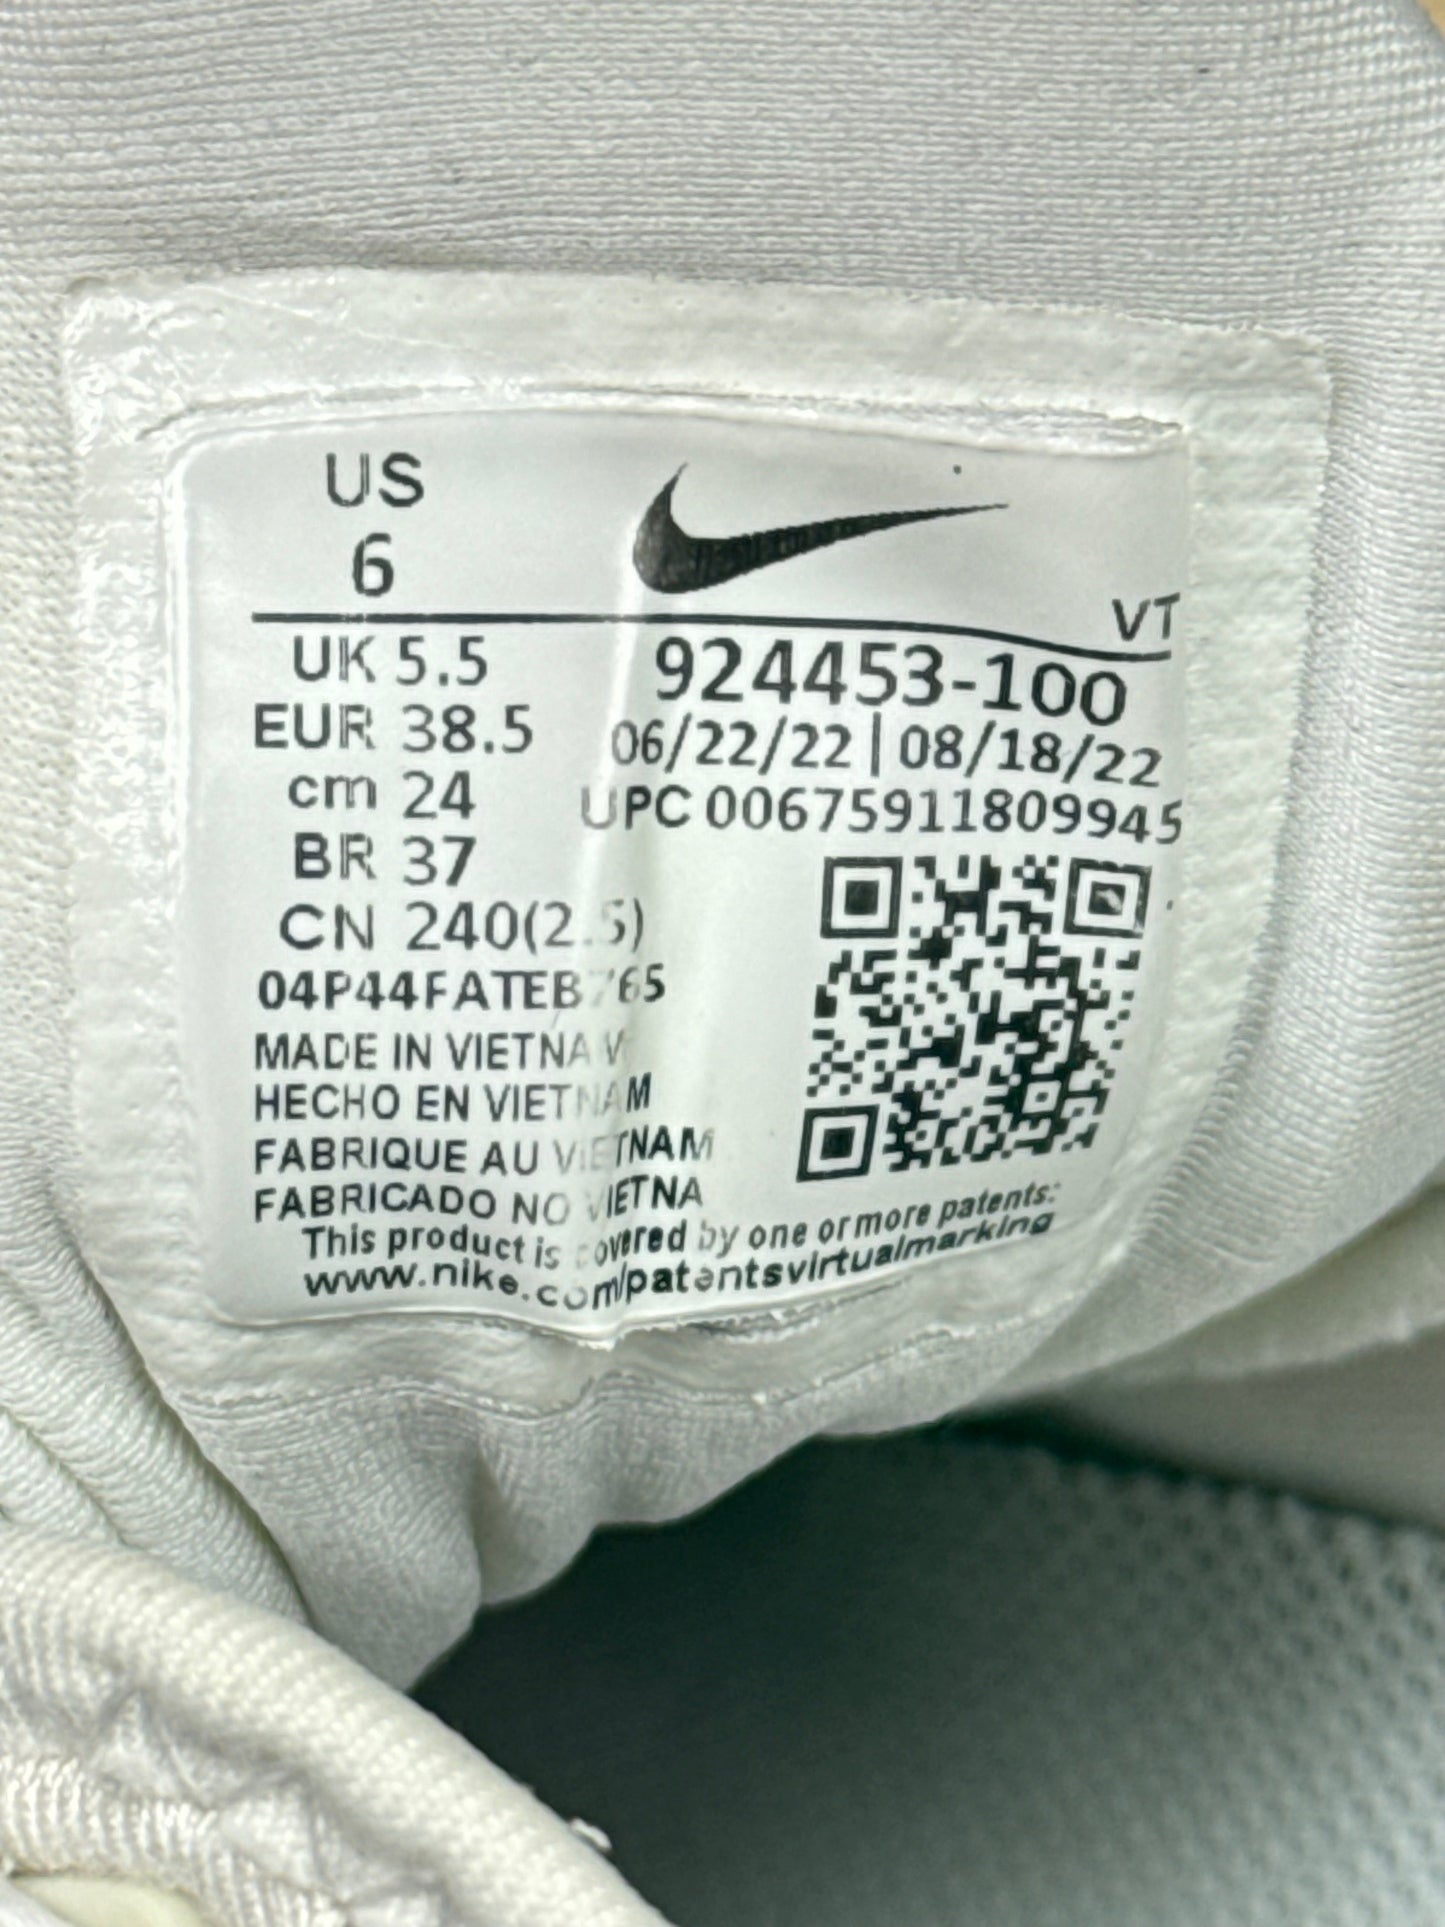 US
6
VT
UK 5.5
924453-100
EUR 38.5
06/22/22 | 08/18/22
cm 24
UPC 00675911809945
BR 37
CN 240(2.5)
04P44FATEB765
MADE IN VIETNAM
HECHO EN VIETNAM
FABRIQUE AU VIETNAM
FABRICADO NO VIETNA
This product is covered by one or more patents:
www.nike.com/patentsvirtualmarking